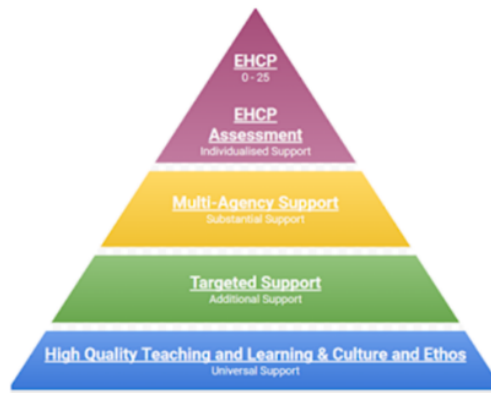 EHCP
0 - 25
EHCP
Assessment
Individualised Support
Multi-Agency Support
Substantial Support
Targeted Support
Additional Support
High Quality Teaching and Learning & Culture and Ethos
Universal Support